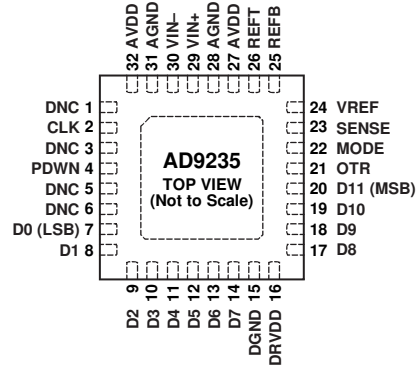 32 AVDD
31 AGND
30 VIN–
29 VIN+
28 AGND
27 AVDD
26 REFT
25 REFB
DNC 1
CLK 2
DNC 3
PDWN 4
DNC 5
DNC 6
D0 (LSB) 7
D1 8
AD9235
TOP VIEW
(Not to Scale)
24 VREF
23 SENSE
22 MODE
21 OTR
20 D11 (MSB)
19 D10
18 D9
17 D8
D2 9
D3 10
D4 11
D5 12
D6 13
D7 14
DGND 15
DRVDD 16